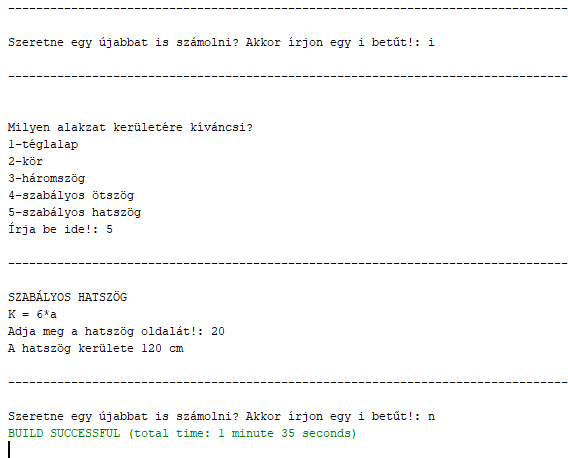 --------------------------------------------------------------------------------
Szeretne egy újabbat is számolni? Akkor írjon egy i betűt!: i
--------------------------------------------------------------------------------
Milyen alakzat kerületére kíváncsi?
1-téglalap
2-kör
3-háromszög
4-szabályos ötszög
5-szabályos hatszög
Írja be ide!: 5
--------------------------------------------------------------------------------
SZABÁLYOS HATSZÖG
K = 6*a
Adja meg a hatszög oldalát!: 20
A hatszög kerülete 120 cm
--------------------------------------------------------------------------------
Szeretne egy újabbat is számolni? Akkor írjon egy i betűt!: n
BUILD SUCCESSFUL (total time: 1 minute 35 seconds)